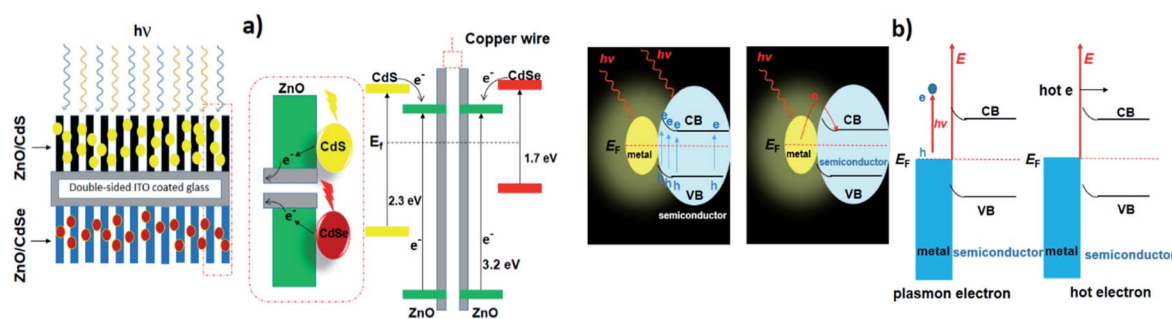 hν
a)
ZnO/CdS
Double-sided ITO coated glass
ZnO/CdSe
ZnO
CdS
e-
e-
CdSe
Copper wire
CdS
e-
e-
CdSe
Ef
1.7 eV
2.3 eV
e-
e-
3.2 eV
ZnO
ZnO
hv
hv
e
e
e
e
CB
EF
metal
h
h
h
h
VB
semiconductor
hv
e
CB
EF
metal
semiconductor
VB
b)
E
e
hv
CB
h
EF
VB
metal
semiconductor
plasmon electron
E
hot e
CB
EF
VB
metal
semiconductor
hot electron